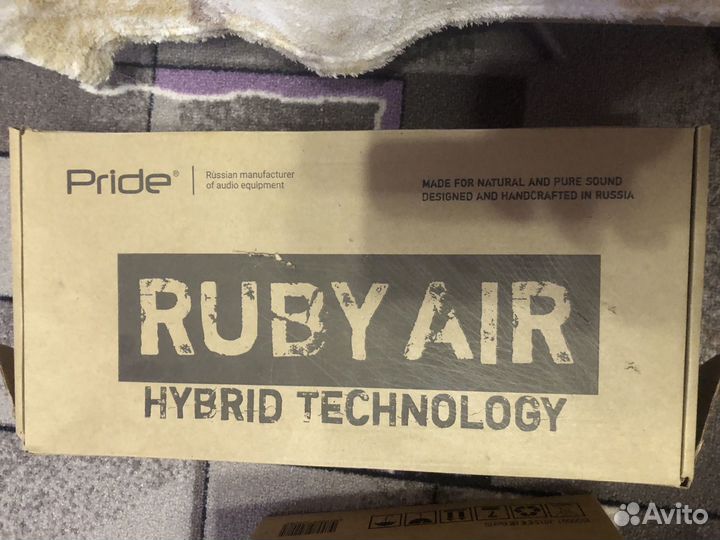 Pride®
Russian manufacturer
of audio equipment
MADE FOR NATURAL AND PURE SOUND
DESIGNED AND HANDCRAFTED IN RUSSIA
RUBY AIR
HYBRID TECHNOLOGY
Avito